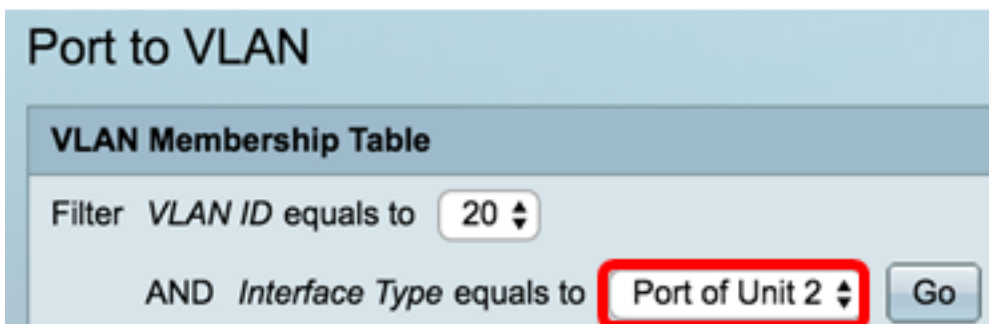 Port to VLAN
VLAN Membership Table
Filter VLAN ID equals to 20
AND Interface Type equals to Port of Unit 2 Go